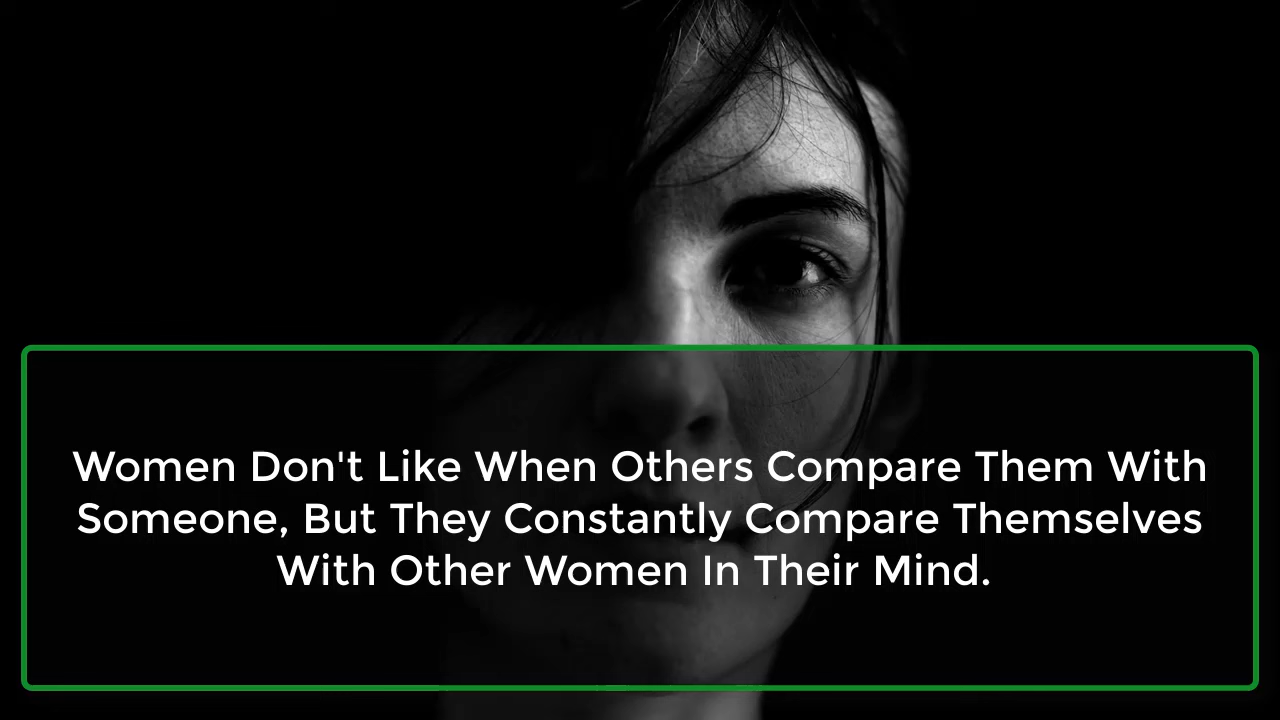 Women Don't Like When Others Compare Them With
Someone, But They Constantly Compare Themselves
With Other Women In Their Mind.